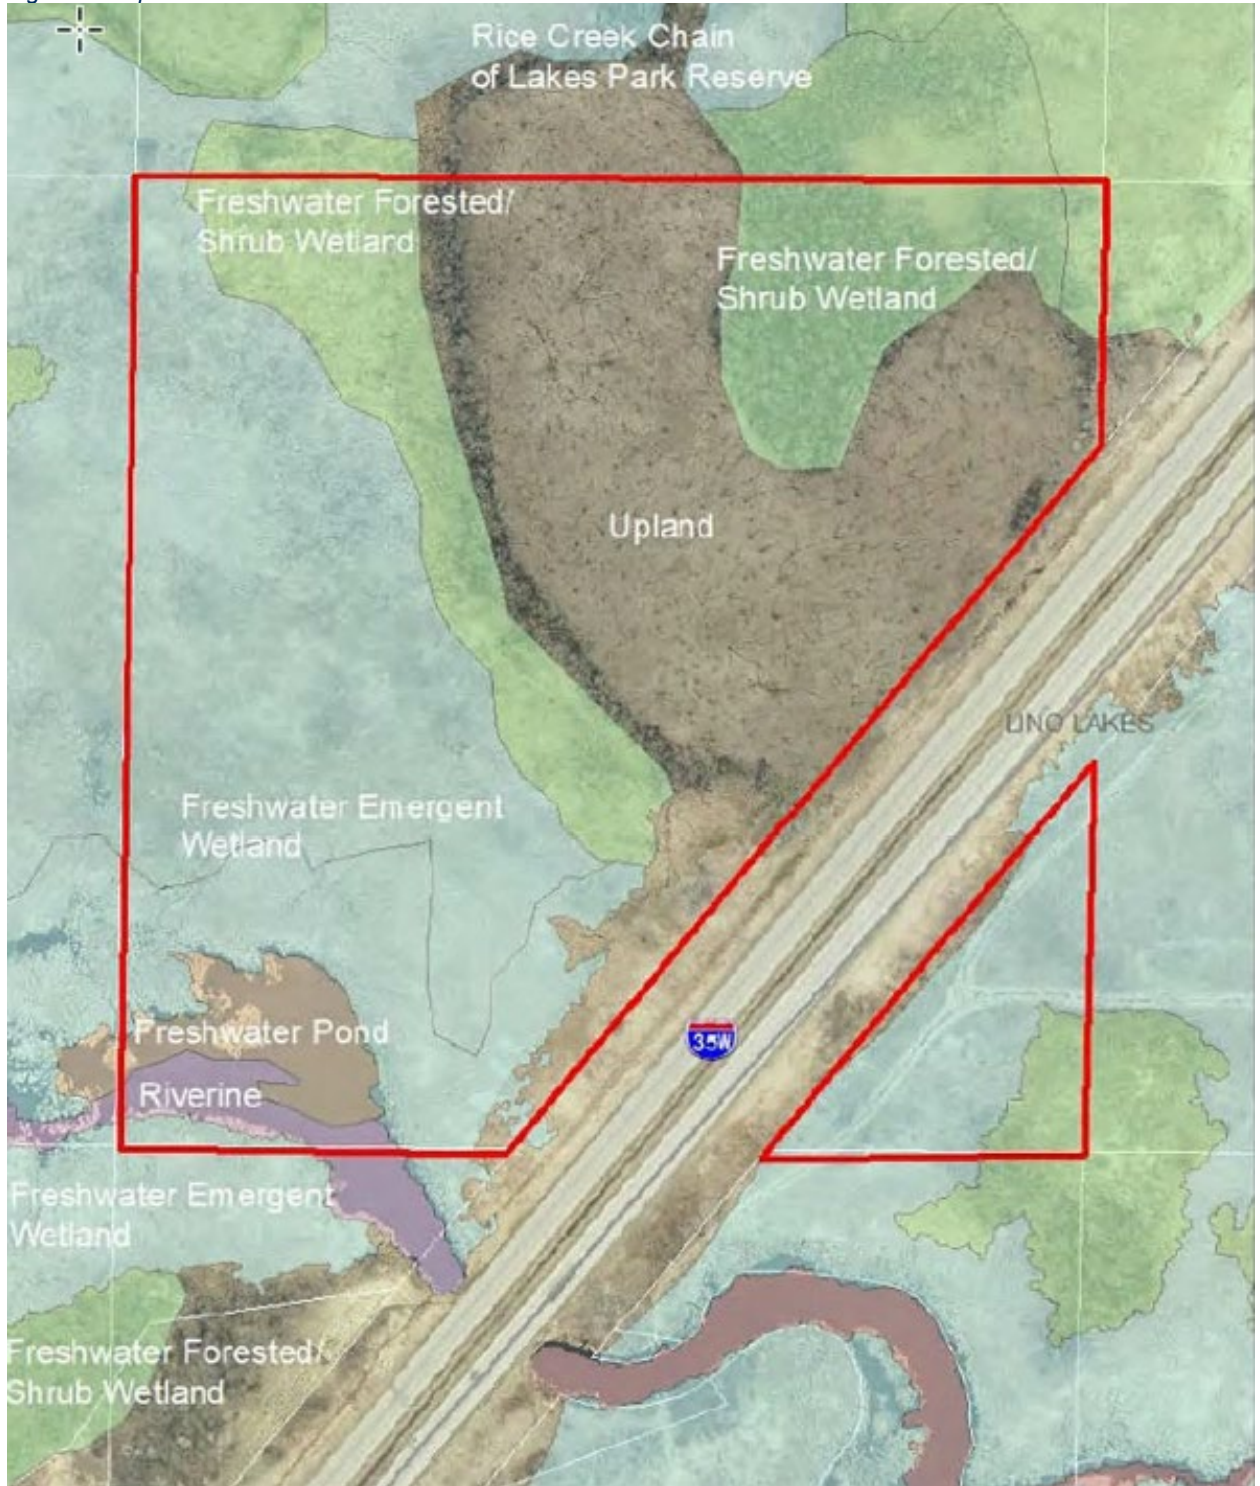 Rice Creek Chain
of Lakes Park Reserve
Freshwater Forested/
Shrub Wetland
Freshwater Forested/
Shrub Wetland
Upland
LINO LAKES
Freshwater Emergent
Wetland
Freshwater Pond
35W
Riverine
Freshwater Emergent
Wetland
Freshwater Forested/
Shrub Wetland